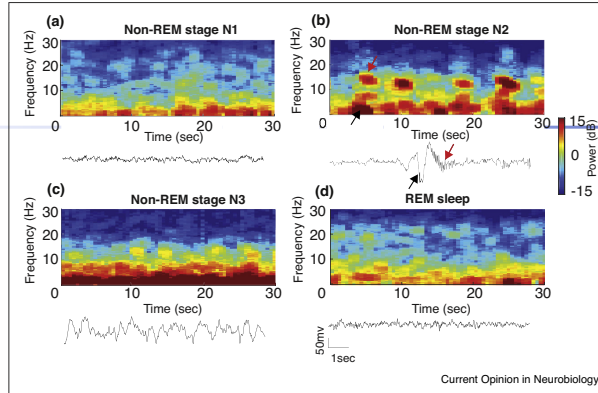 (a) Non-REM stage N1
30
20
10
0
Frequency (Hz)
0 10 20 30
Time (sec)
(b) Non-REM stage N2
30
20
10
0
Frequency (Hz)
0 10 20 30
Time (sec)
15
0
-15
Power (dB)
(c) Non-REM stage N3
30
20
10
0
Frequency (Hz)
0 10 20 30
Time (sec)
(d) REM sleep
30
20
10
0
Frequency (Hz)
0 10 20 30
Time (sec)
50mv
1sec
Current Opinion in Neurobiology